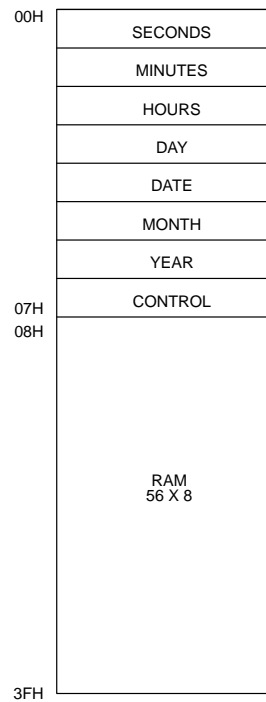 00H
SECONDS
MINUTES
HOURS
DAY
DATE
MONTH
YEAR
CONTROL
07H
08H
RAM
56 X 8
3FH